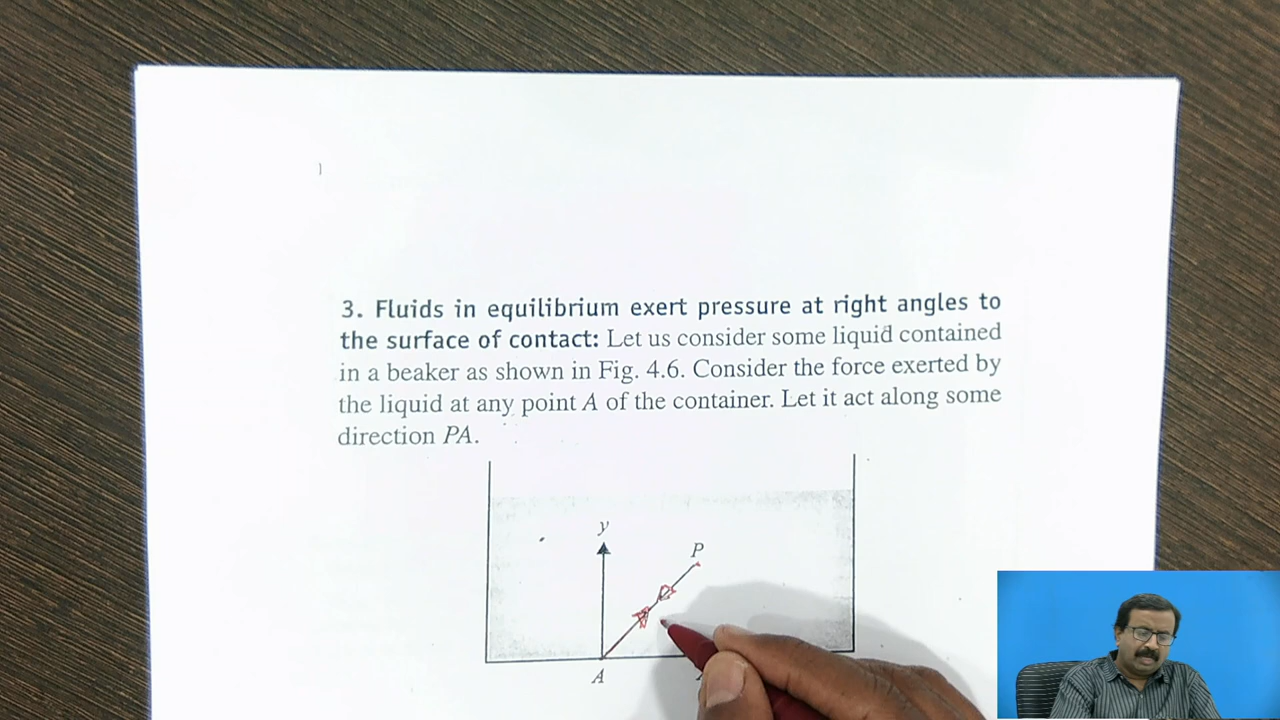 3. Fluids in equilibrium exert pressure at right angles to
the surface of contact: Let us consider some liquid contained
in a beaker as shown in Fig. 4.6. Consider the force exerted by
the liquid at any point A of the container. Let it act along some
direction PA.
y
P
A